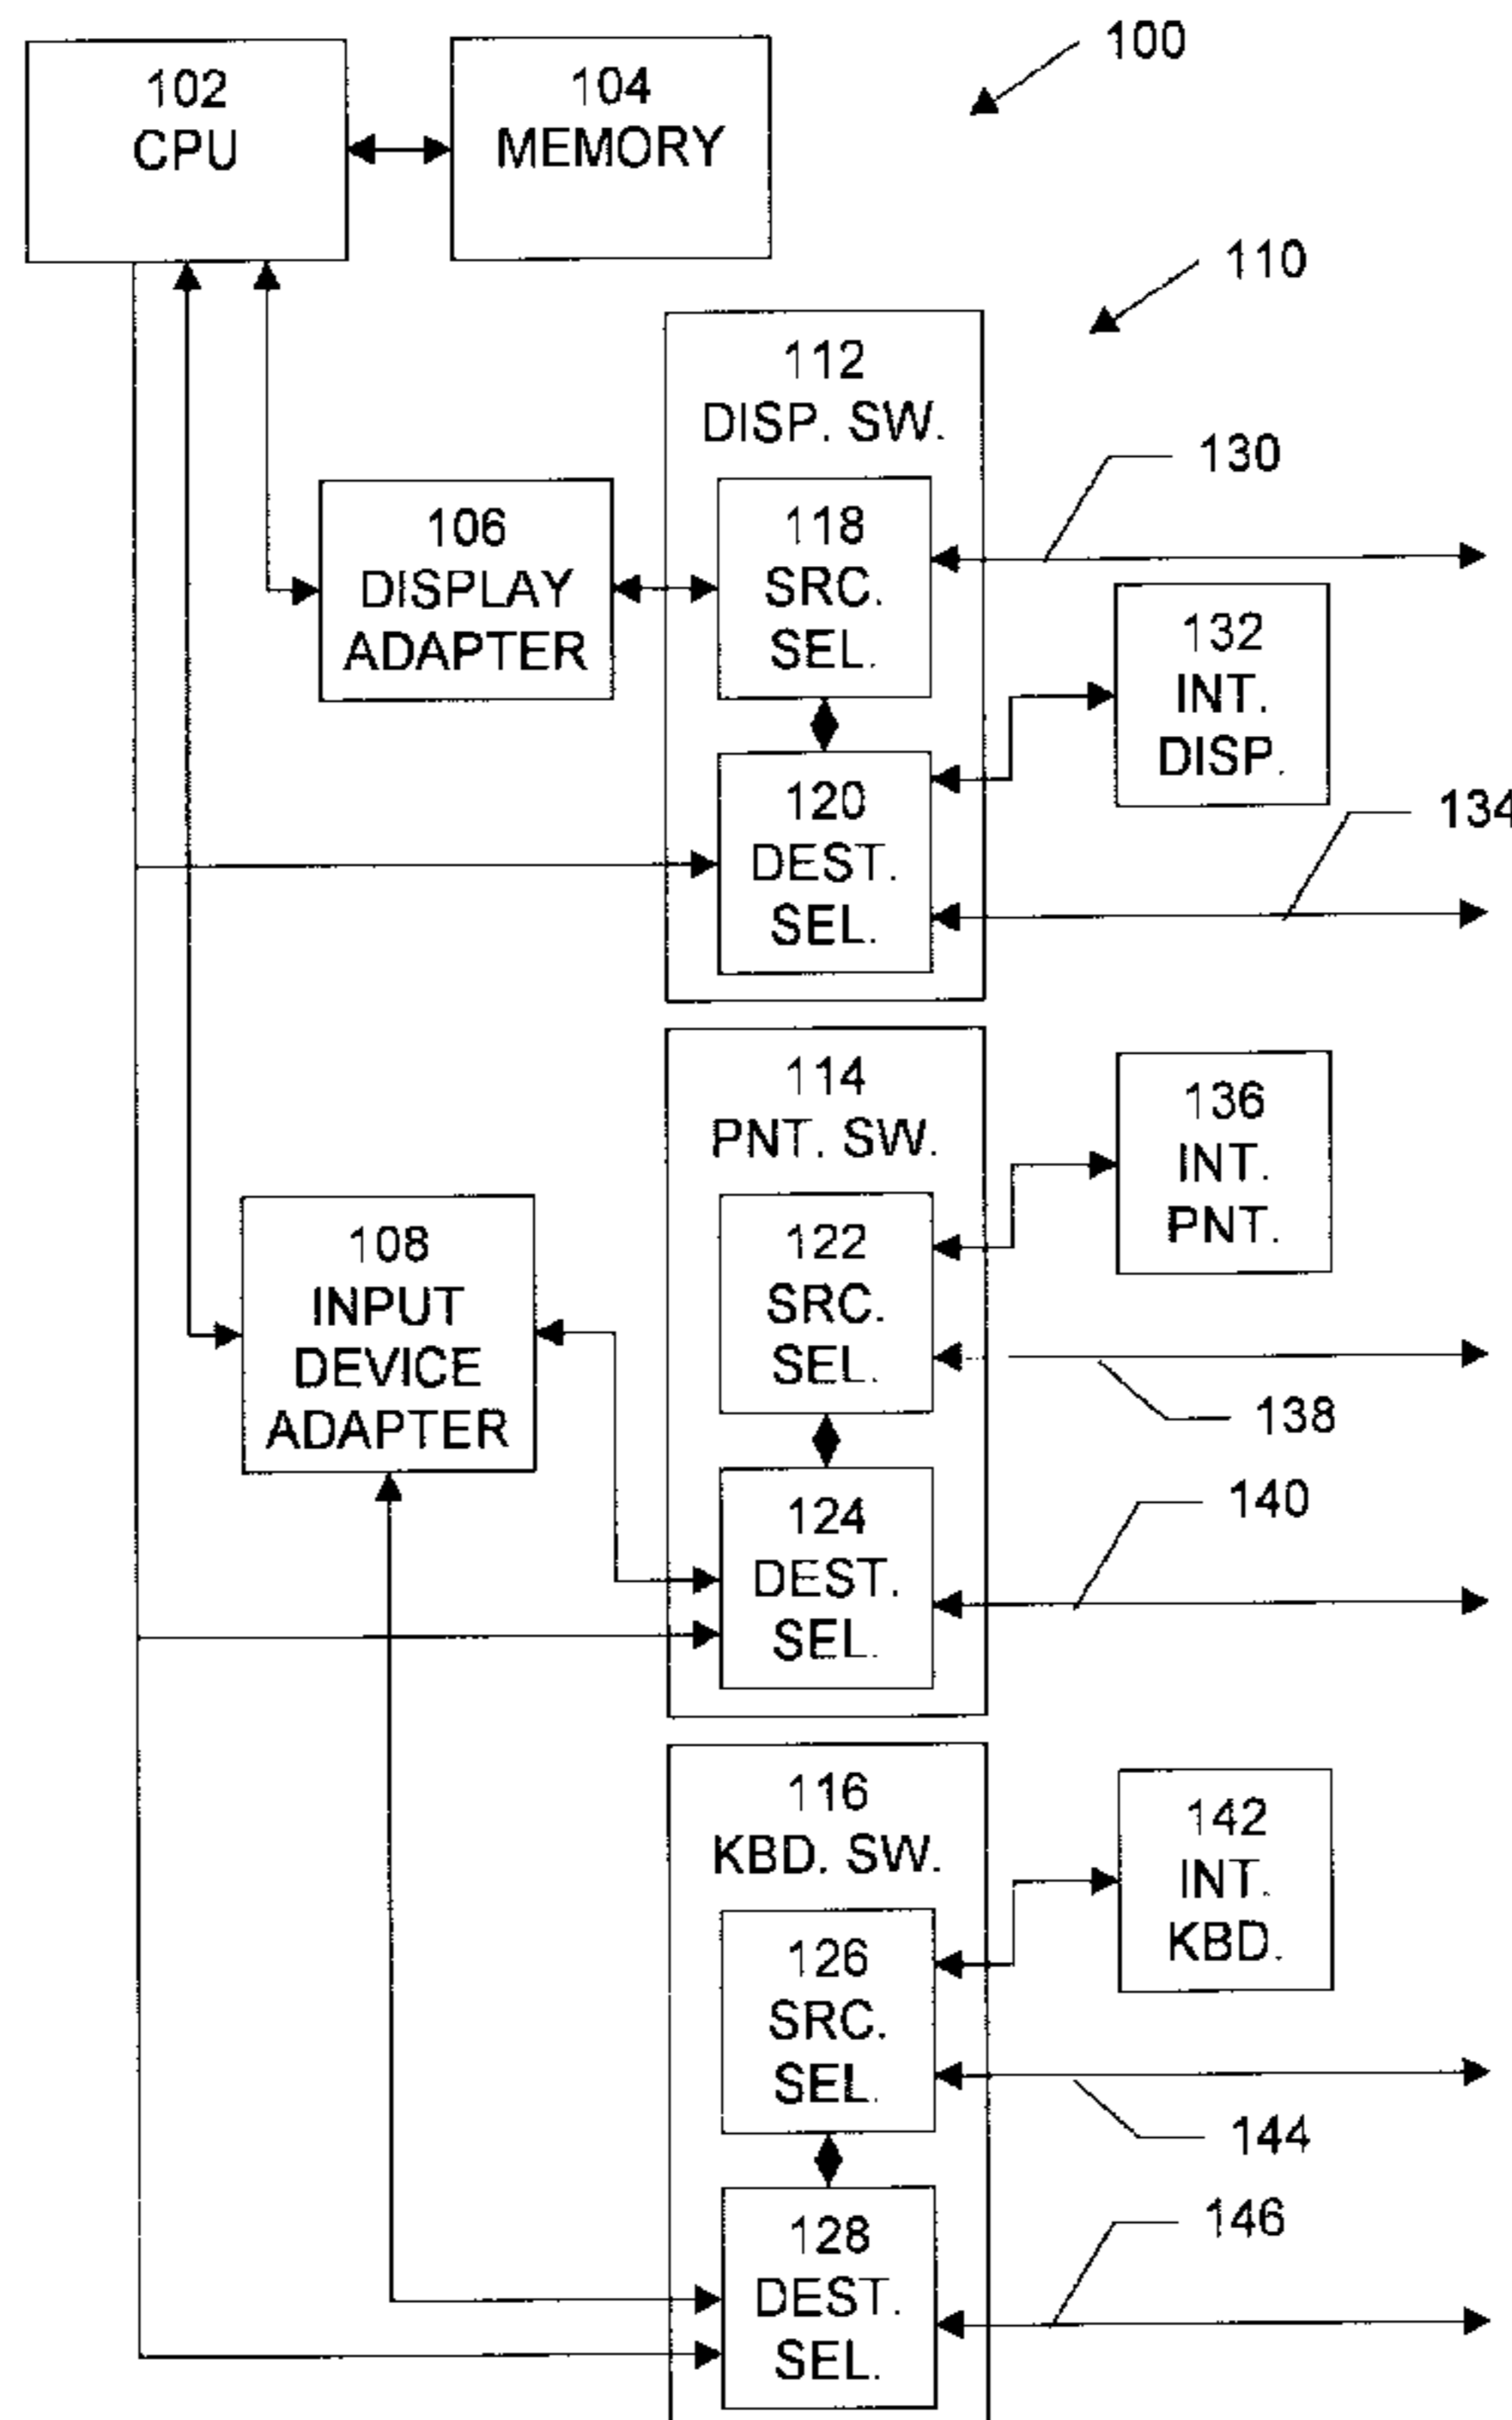 100
102
CPU
104
MEMORY
110
112
DISP. SW.
130
106
DISPLAY
ADAPTER
118
SRC.
SEL.
132
INT.
DISP.
120
DEST.
SEL.
134
114
PNT. SW.
136
INT.
PNT.
108
INPUT
DEVICE
ADAPTER
122
SRC.
SEL.
138
124
DEST.
SEL.
140
116
KBD. SW.
142
INT.
KBD.
126
SRC.
SEL.
144
128
DEST.
SEL.
146